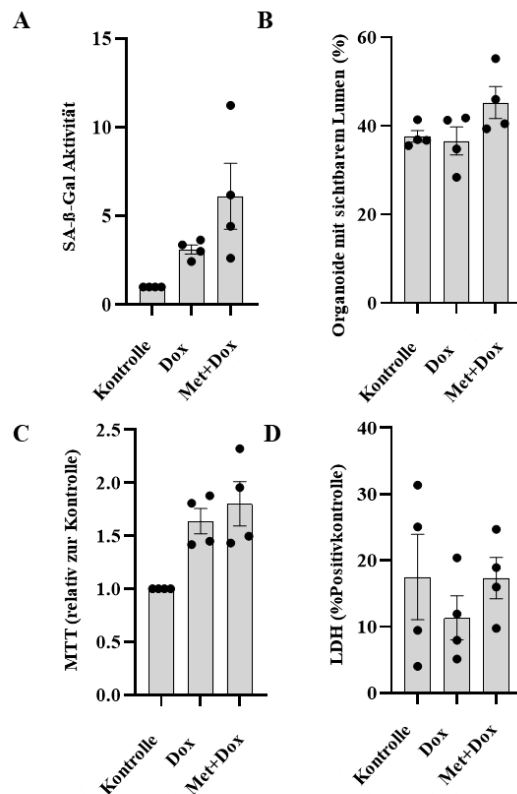 A
SA-ß-Gal Aktivität
15
10
5
0
Kontrolle
Dox
Met+Dox
B
Organoide mit sichtbarem Lumen (%)
60
40
20
0
Kontrolle
Dox
Met+Dox
C
MTT (relativ zur Kontrolle)
2.5
2.0
1.5
1.0
0.5
0.0
Kontrolle
Dox
Met+Dox
D
LDH (%Positivkontrolle)
40
30
20
10
0
Kontrolle
Dox
Met+Dox